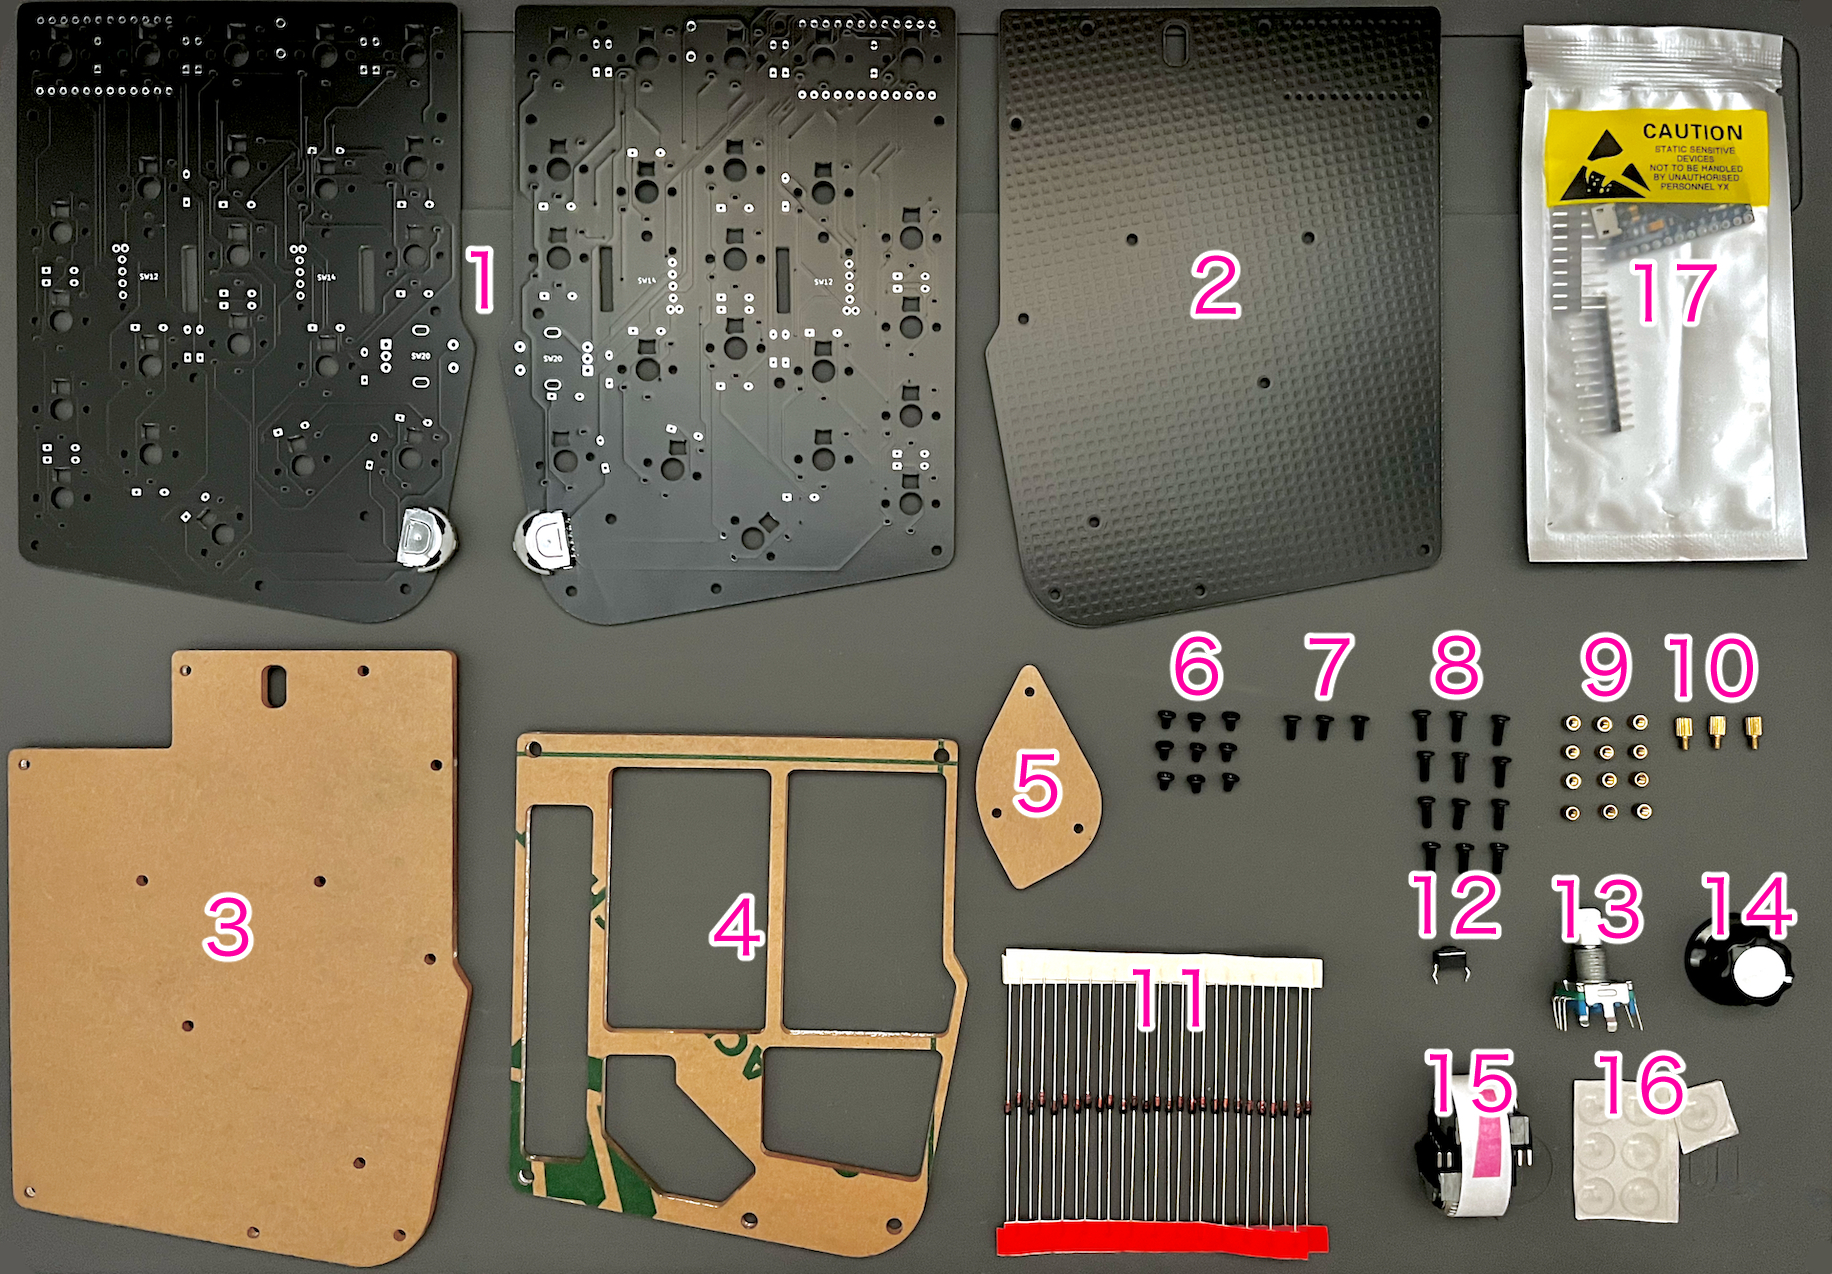 SW12
SW14
SW20
1
SW14
SW12
SW20
2
CAUTION
STATIC SENSITIVE
DEVICES
NOT TO BE HANDLED
BY UNAUTHORISED
PERSONNEL YX
17
3
4
5
6
7
8
9
10
11
12
13
14
15
16